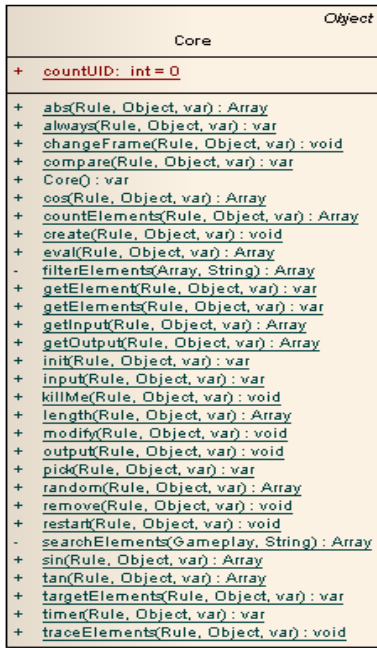 Object
Core
+ countUID: int = 0
+ abs(Rule, Object, var) : Array
+ always(Rule, Object, var) : var
+ changeFrame(Rule, Object, var) : void
+ compare(Rule, Object, var) : var
+ Core() : var
+ cos(Rule, Object, var) : Array
+ countElements(Rule, Object, var) : Array
+ create(Rule, Object, var) : void
+ eval(Rule, Object, var) : Array
- filterElements(Array, String) : Array
+ getElement(Rule, Object, var) : var
+ getElements(Rule, Object, var) : var
+ getInput(Rule, Object, var) : Array
+ getOutput(Rule, Object, var) : Array
+ init(Rule, Object, var) : var
+ input(Rule, Object, var) : var
+ killMe(Rule, Object, var) : void
+ length(Rule, Object, var) : Array
+ modify(Rule, Object, var) : void
+ output(Rule, Object, var) : void
+ pick(Rule, Object, var) : var
+ random(Rule, Object, var) : Array
+ remove(Rule, Object, var) : void
+ restart(Rule, Object, var) : void
- searchElements(Gameplay, String) : Array
+ sin(Rule, Object, var) : Array
+ tan(Rule, Object, var) : Array
+ targetElements(Rule, Object, var) : var
+ timer(Rule, Object, var) : var
+ traceElements(Rule, Object, var) : void